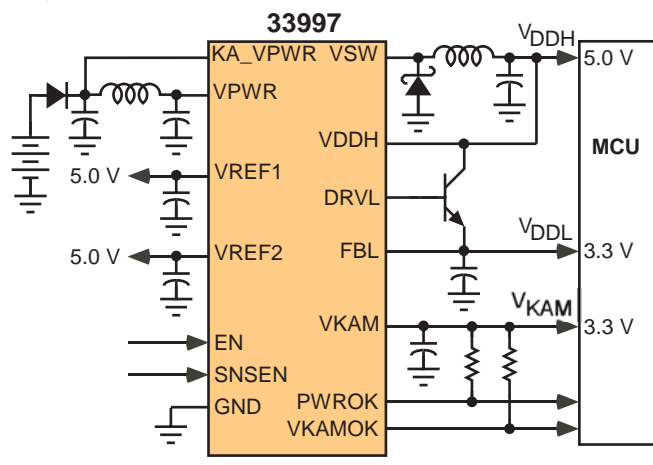 33997
KA_VPWR
VSW
VDDH
5.0 V
VPWR
MCU
VDDH
5.0 V
VREF1
DRVL
VDDL
5.0 V
VREF2
FBL
3.3 V
VKAM
VKAM
3.3 V
EN
SNSEN
GND
PWROK
VKAMOK